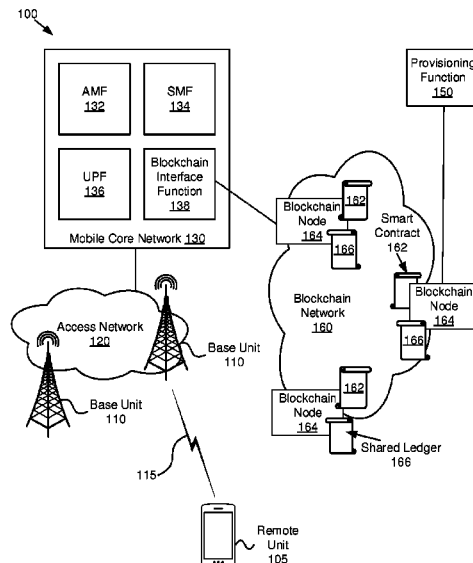 100
AMF
132
SMF
134
UPF
136
Blockchain
Interface
Function
138
Mobile Core Network 130
Provisioning
Function
150
Blockchain
Node
164
162
166
Smart
Contract
162
Blockchain
Node
164
166
Blockchain
Network
160
162
Blockchain
Node
164
Shared Ledger
166
Access Network
120
Base Unit
110
Base Unit
110
115
Remote
Unit
105